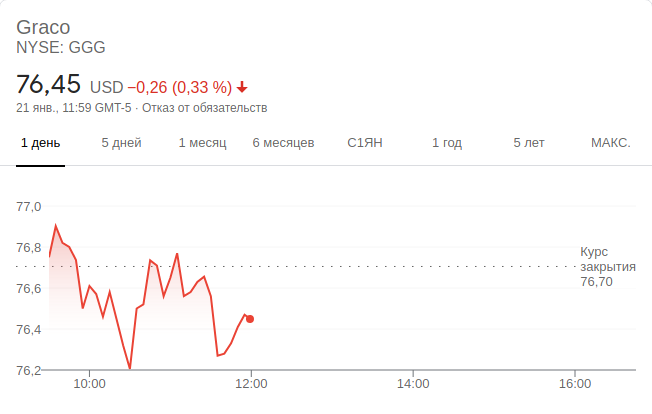 Graco
NYSE: GGG
76,45 USD −0,26 (0,33 %)
21 янв., 11:59 GMT-5 · Отказ от обязательств
1 день 5 дней 1 месяц 6 месяцев С1ЯН 1 год 5 лет МАКС.
77,0
76,8
Курс
закрытия
76,70
76,6
76,4
76,2
10:00 12:00 14:00 16:00